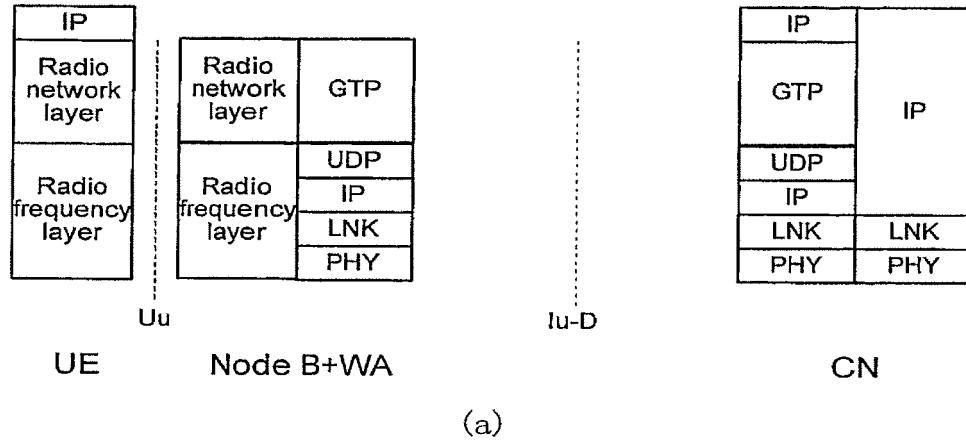 IP
Radio
network
layer
Radio
frequency
layer
Uu
UE
Radio
network
layer
GTP
Radio
frequency
layer
UDP
IP
LNK
PHY
Node B+WA
Iu-D
IP
GTP
IP
UDP
IP
LNK
LNK
PHY
PHY
CN
(a)